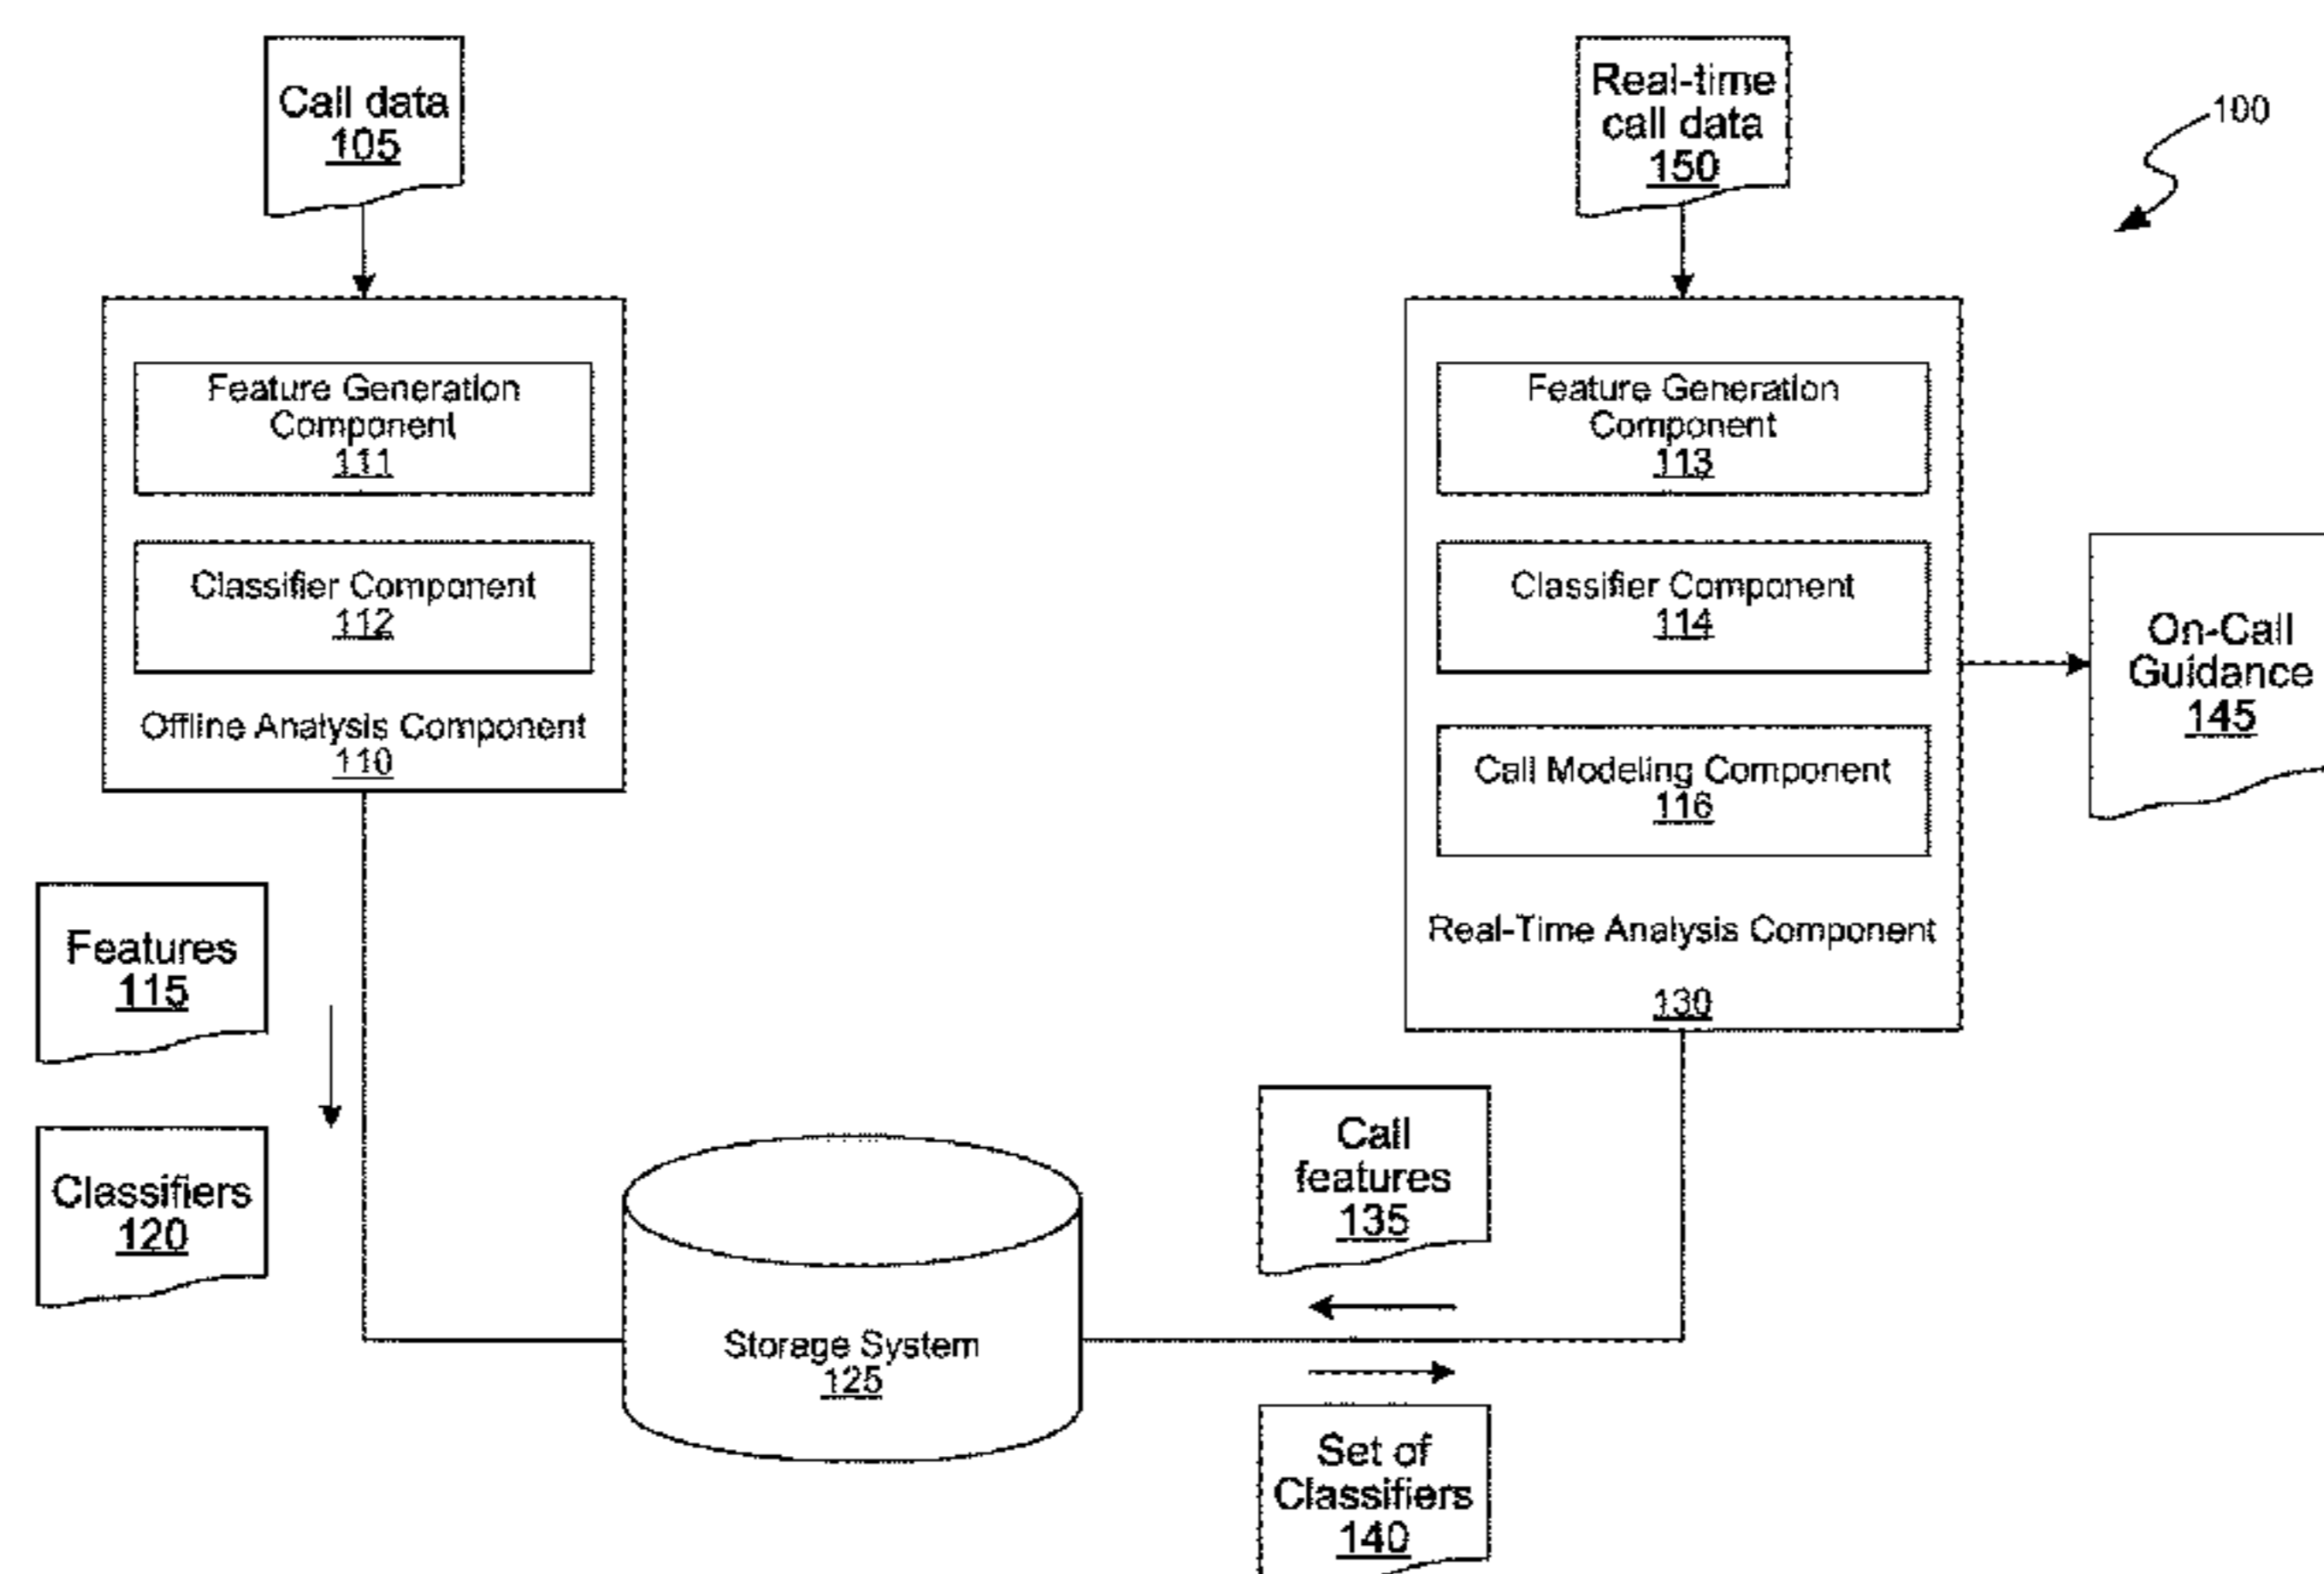 Call data
105
Real-time
call data
150
100
Feature Generation
Component
111
Classifier Component
112
Offline Analysis Component
110
Feature Generation
Component
113
Classifier Component
114
Call Modeling Component
116
Real-Time Analysis Component
130
On-Call
Guidance
145
Features
115
Classifiers
120
Storage System
125
Call
features
135
Set of
Classifiers
140